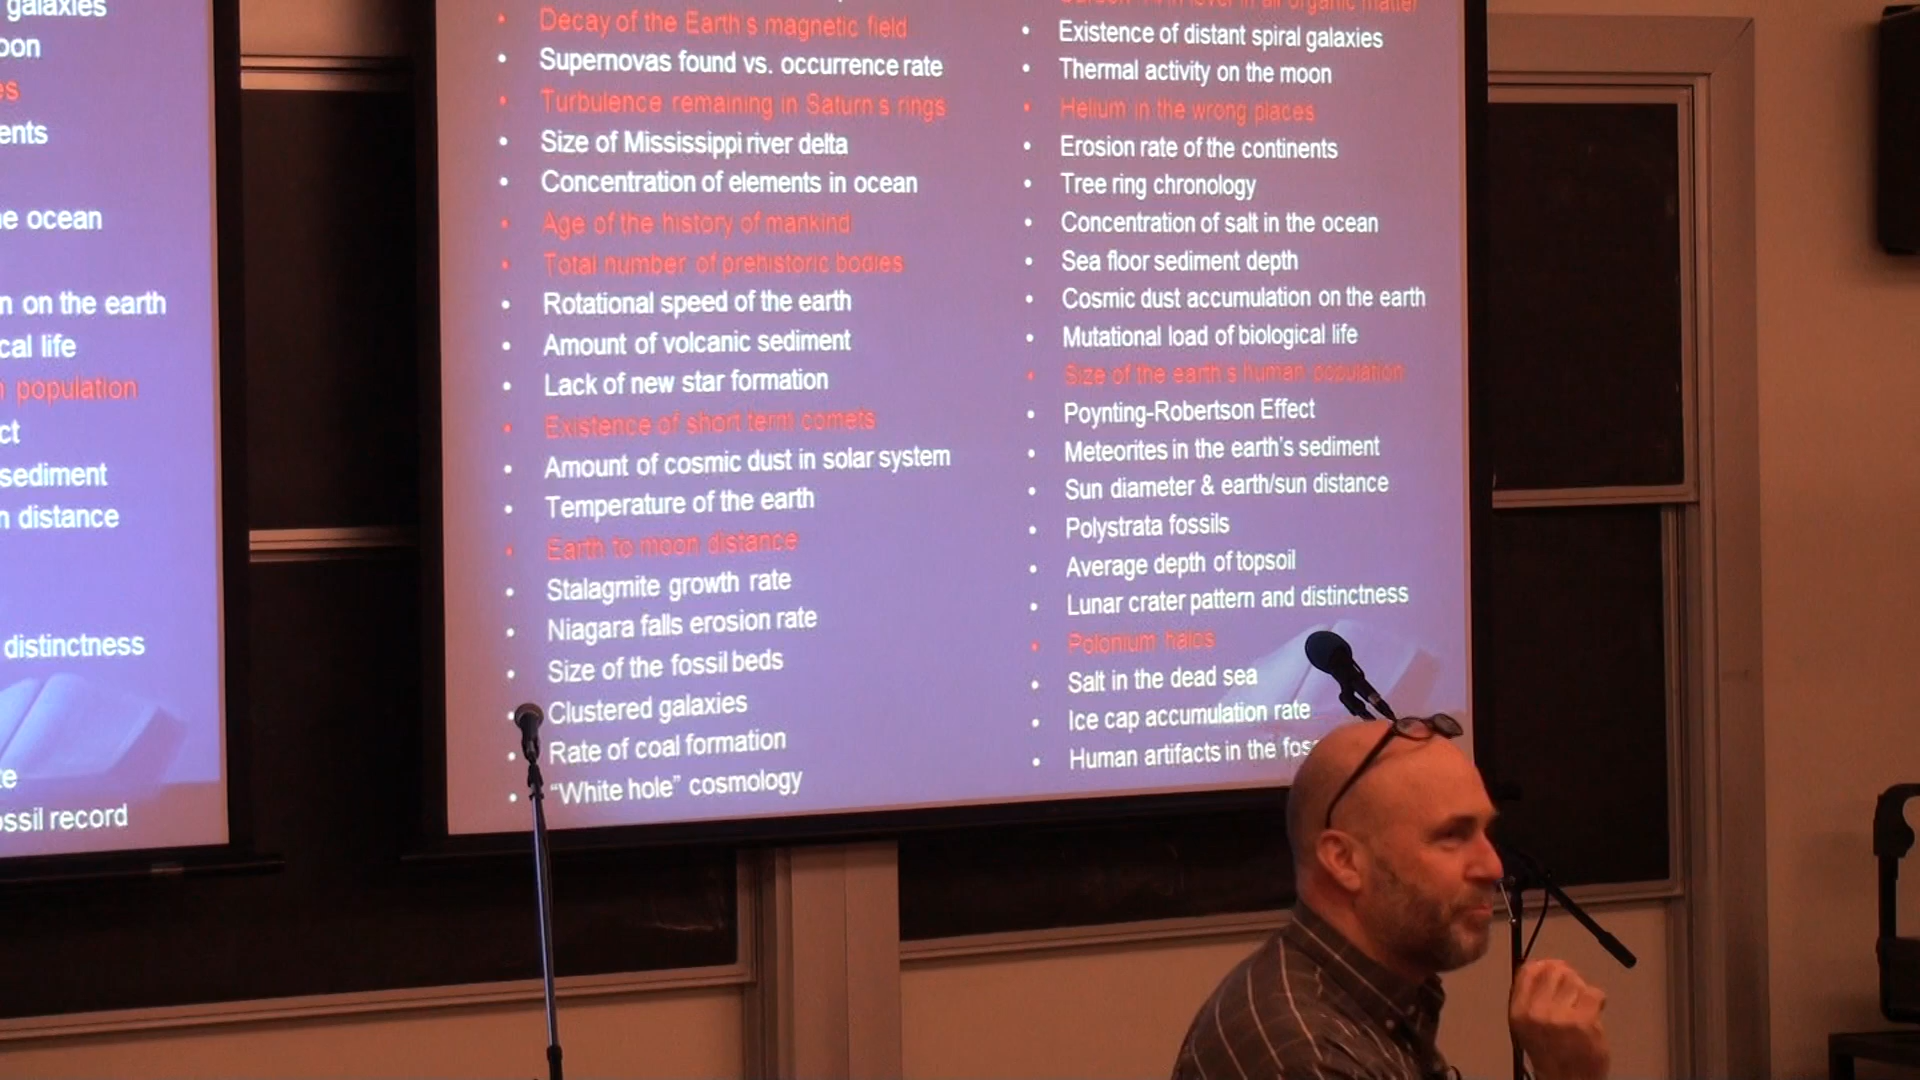 galaxies
oon
es
ents
e ocean
n on the earth
cal life
n population
ct
sediment
n distance
distinctness
te
ossil record
• Decay of the Earth s magnetic field
• Supernovas found vs. occurrence rate
• Turbulence remaining in Saturn s rings
• Size of Mississippi river delta
• Concentration of elements in ocean
• Age of the history of mankind
• Total number of prehistoric bodies
• Rotational speed of the earth
• Amount of volcanic sediment
• Lack of new star formation
• Existence of short term comets
• Amount of cosmic dust in solar system
• Temperature of the earth
• Earth to moon distance
• Stalagmite growth rate
• Niagara falls erosion rate
• Size of the fossil beds
• Clustered galaxies
• Rate of coal formation
• “White hole” cosmology
level in all organic matter
• Existence of distant spiral galaxies
• Thermal activity on the moon
• Helium in the wrong places
• Erosion rate of the continents
• Tree ring chronology
• Concentration of salt in the ocean
• Sea floor sediment depth
• Cosmic dust accumulation on the earth
• Mutational load of biological life
• Size of the earth s human population
• Poynting-Robertson Effect
• Meteorites in the earth’s sediment
• Sun diameter & earth/sun distance
• Polystrata fossils
• Average depth of topsoil
• Lunar crater pattern and distinctness
• Polonium halos
• Salt in the dead sea
• Ice cap accumulation rate
• Human artifacts in the fos